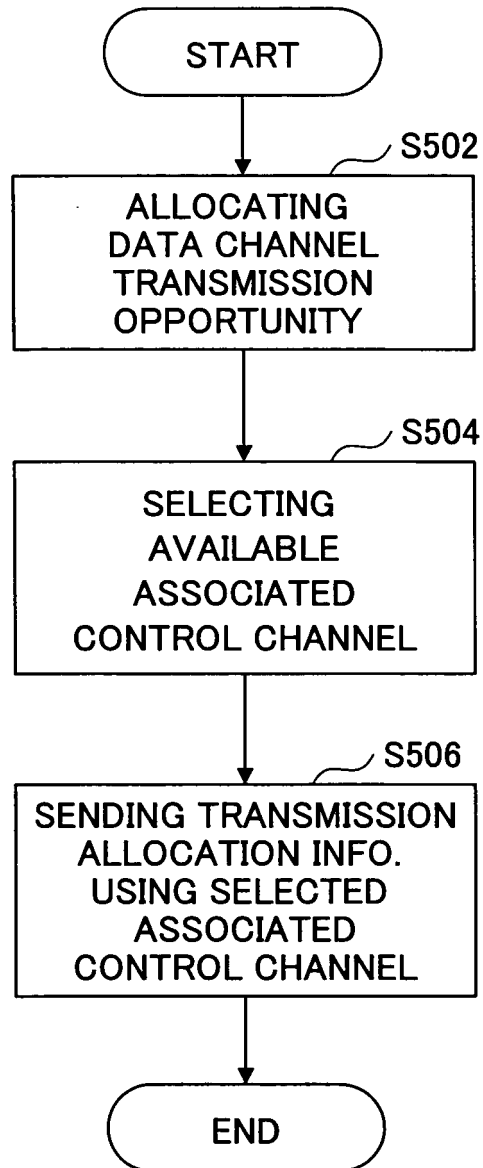 START
S502
ALLOCATING
DATA CHANNEL
TRANSMISSION
OPPORTUNITY
S504
SELECTING
AVAILABLE
ASSOCIATED
CONTROL CHANNEL
S506
SENDING TRANSMISSION
ALLOCATION INFO.
USING SELECTED
ASSOCIATED
CONTROL CHANNEL
END